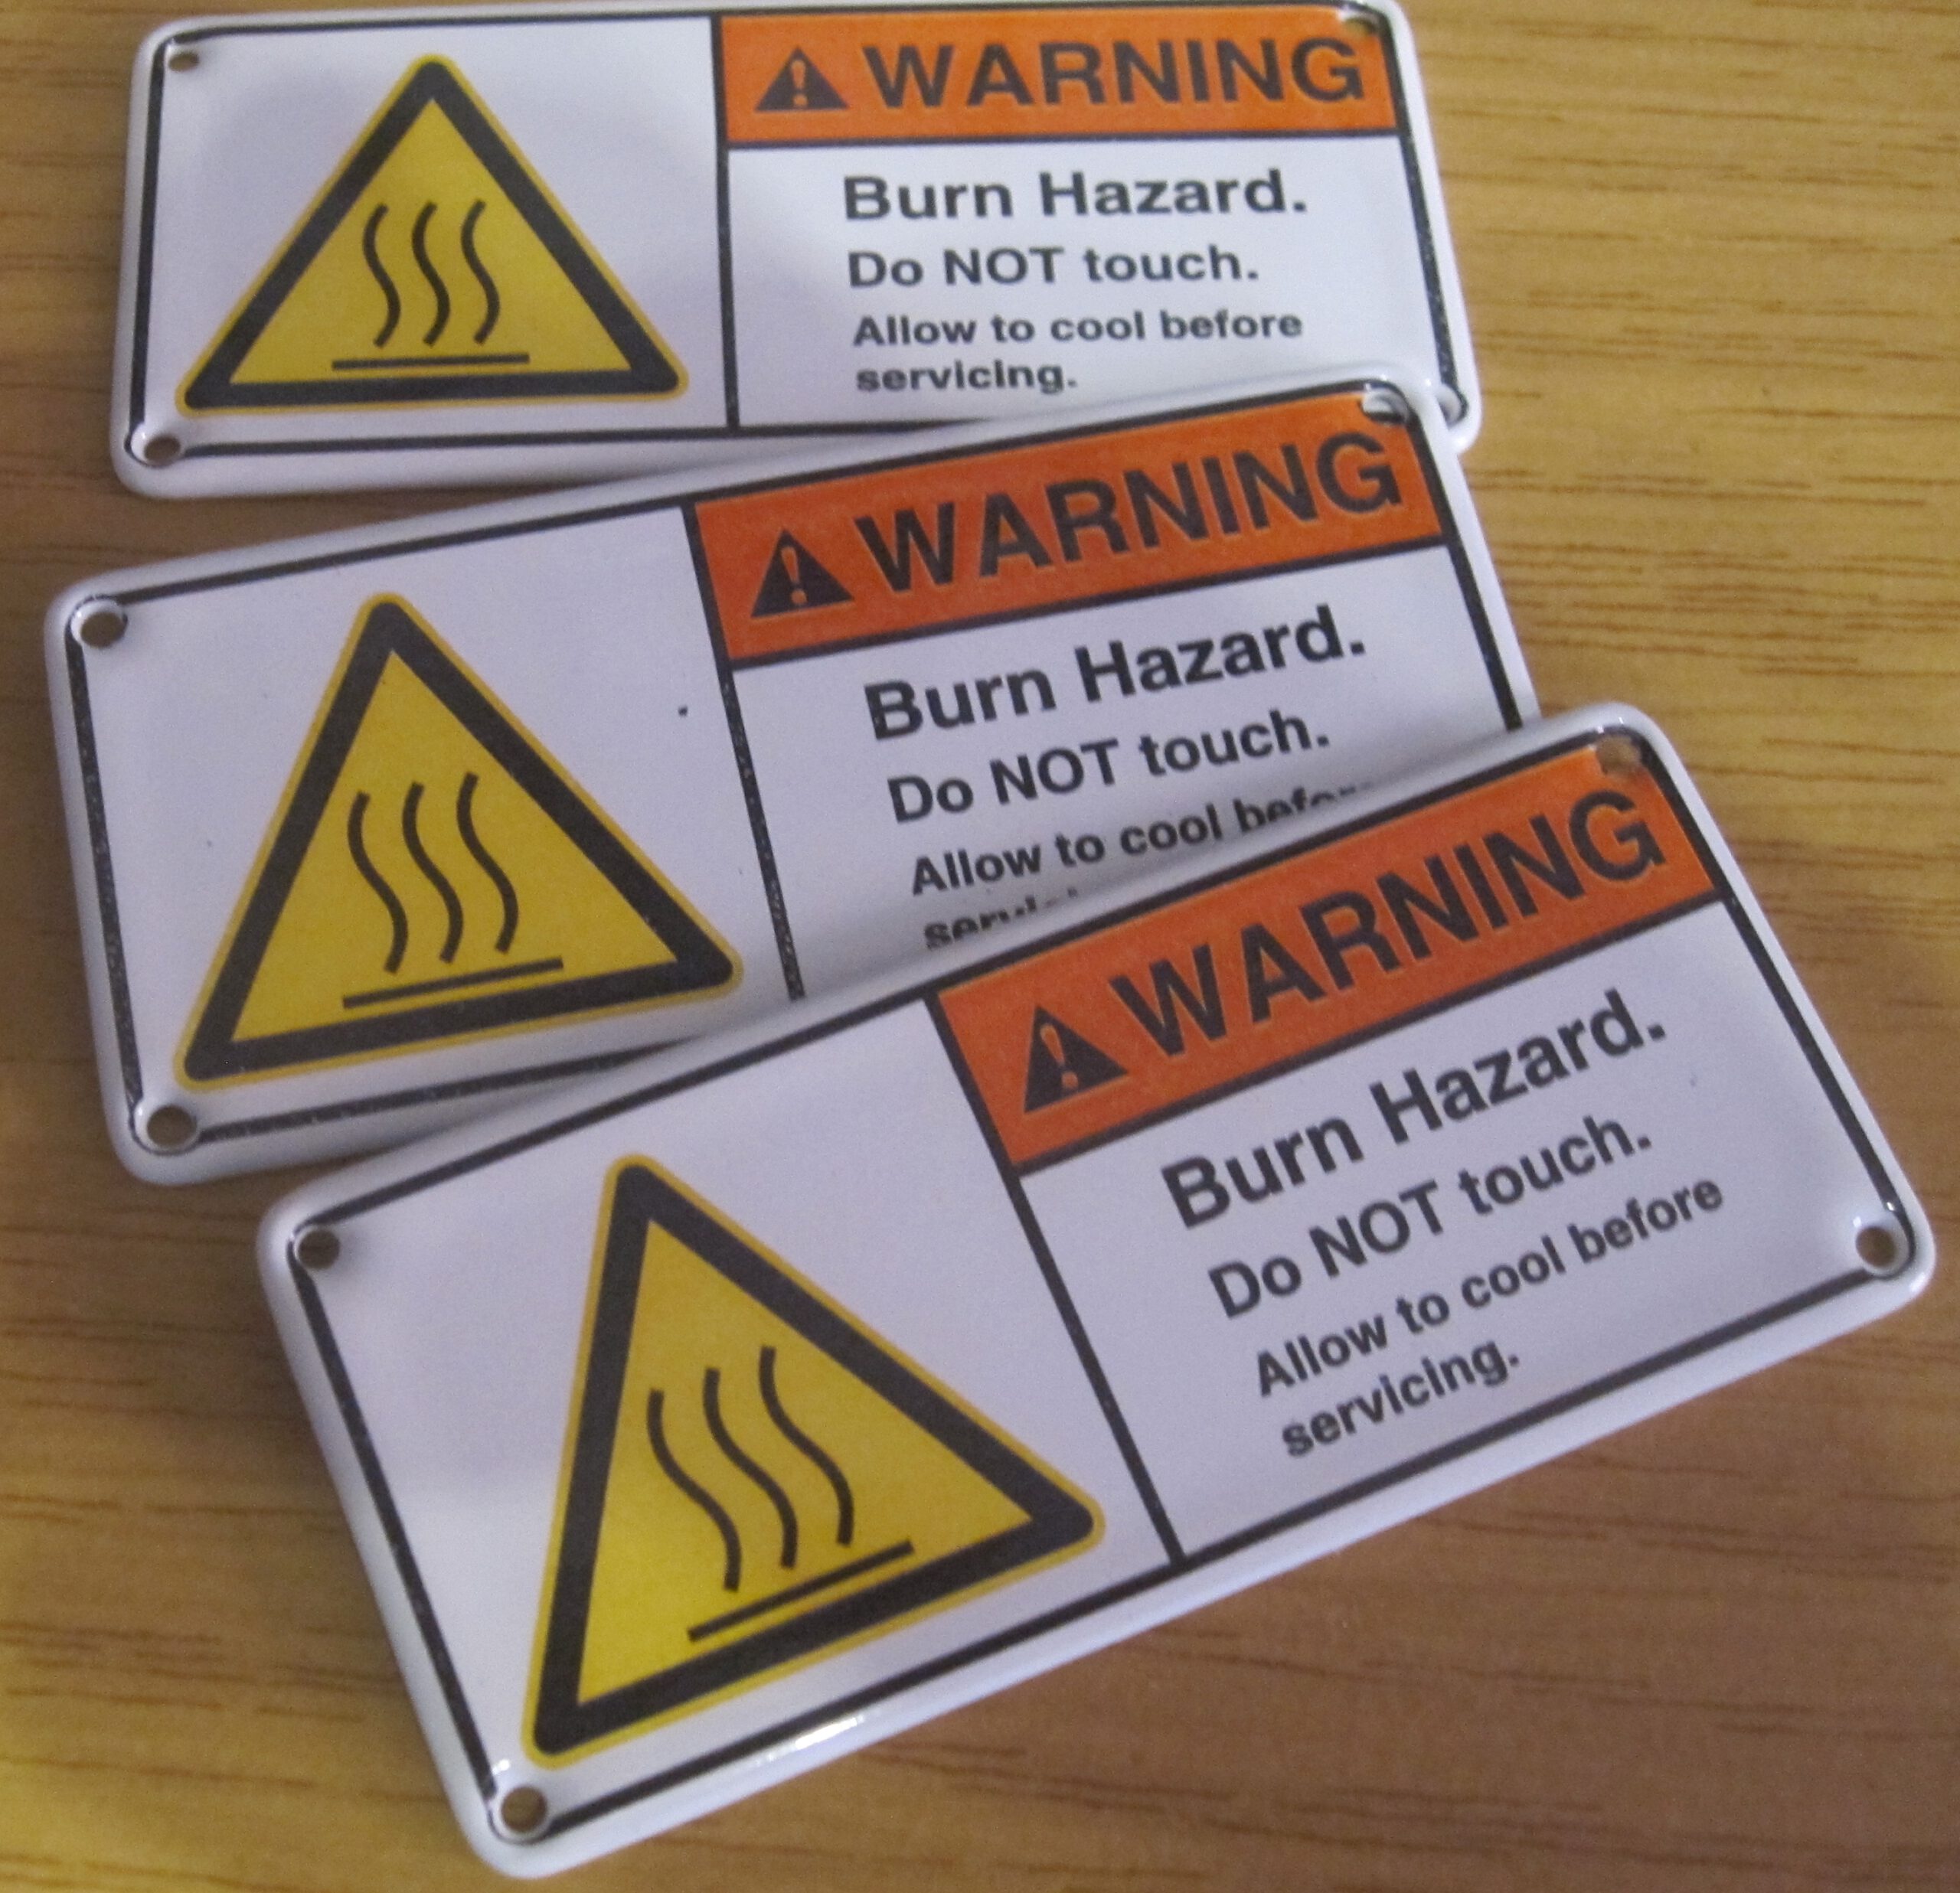 WARNING
Burn Hazard.
Do NOT touch.
Allow to cool before
servicing.
WARNING
Burn Hazard.
Do NOT touch.
Allow to cool before
WARNING
Burn Hazard.
Do NOT touch.
Allow to cool before
servicing.